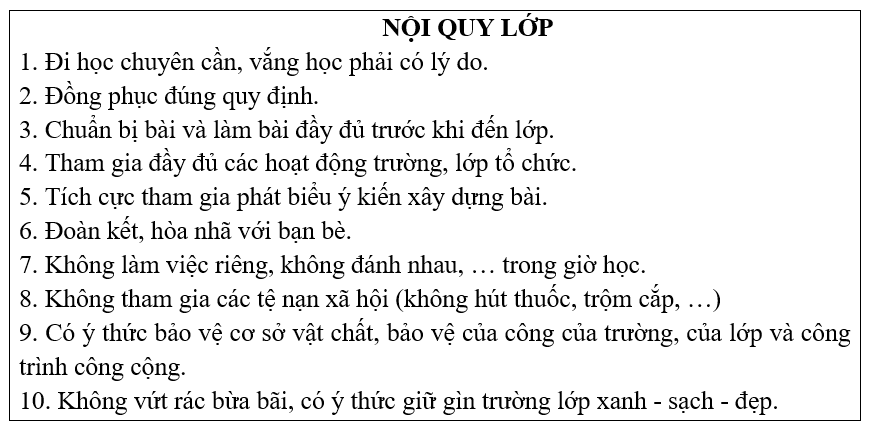 NỘI QUY LỚP
1. Đi học chuyên cần, vắng học phải có lý do.
2. Đồng phục đúng quy định.
3. Chuẩn bị bài và làm bài đầy đủ trước khi đến lớp.
4. Tham gia đầy đủ các hoạt động trường, lớp tổ chức.
5. Tích cực tham gia phát biểu ý kiến xây dựng bài.
6. Đoàn kết, hòa nhã với bạn bè.
7. Không làm việc riêng, không đánh nhau, … trong giờ học.
8. Không tham gia các tệ nạn xã hội (không hút thuốc, trộm cắp, …)
9. Có ý thức bảo vệ cơ sở vật chất, bảo vệ của công của trường, của lớp và công
trình công cộng.
10. Không vứt rác bừa bãi, có ý thức giữ gìn trường lớp xanh - sạch - đẹp.